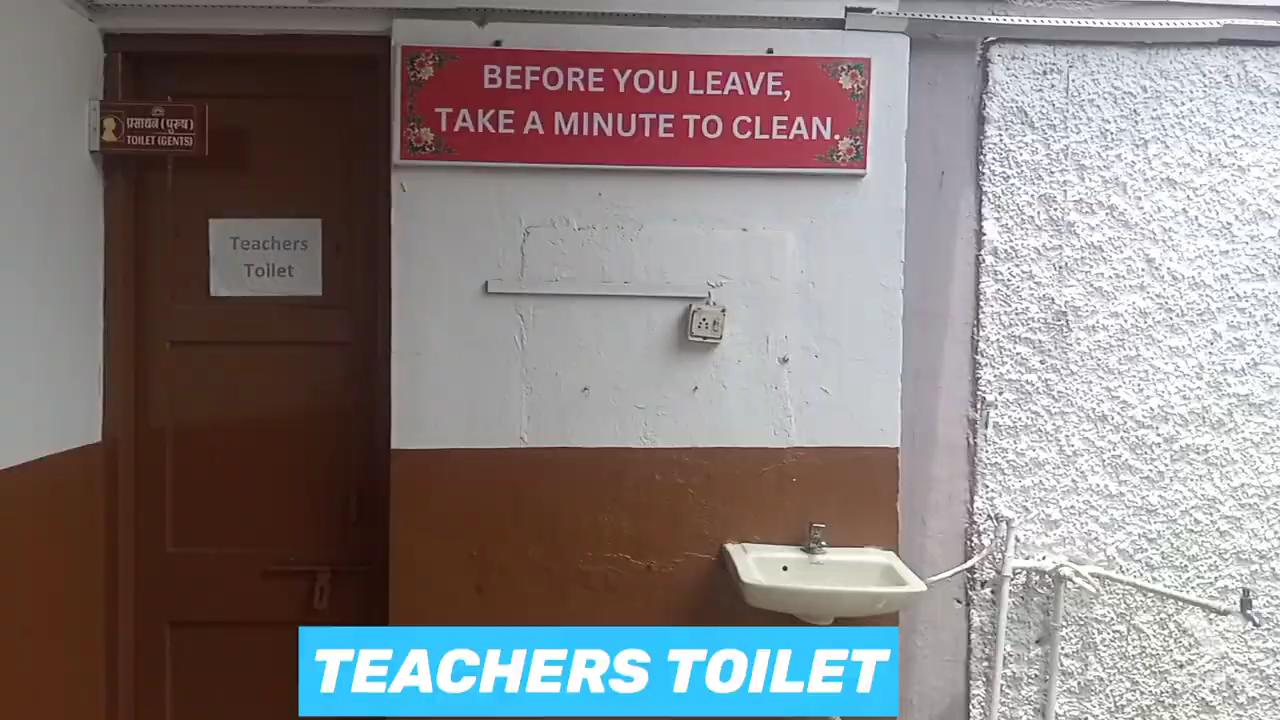 BEFORE YOU LEAVE,
TAKE A MINUTE TO CLEAN.
प्रसाधन (पुरुष)
TOILET (GENTS)
Teachers
Toilet
TEACHERS TOILET